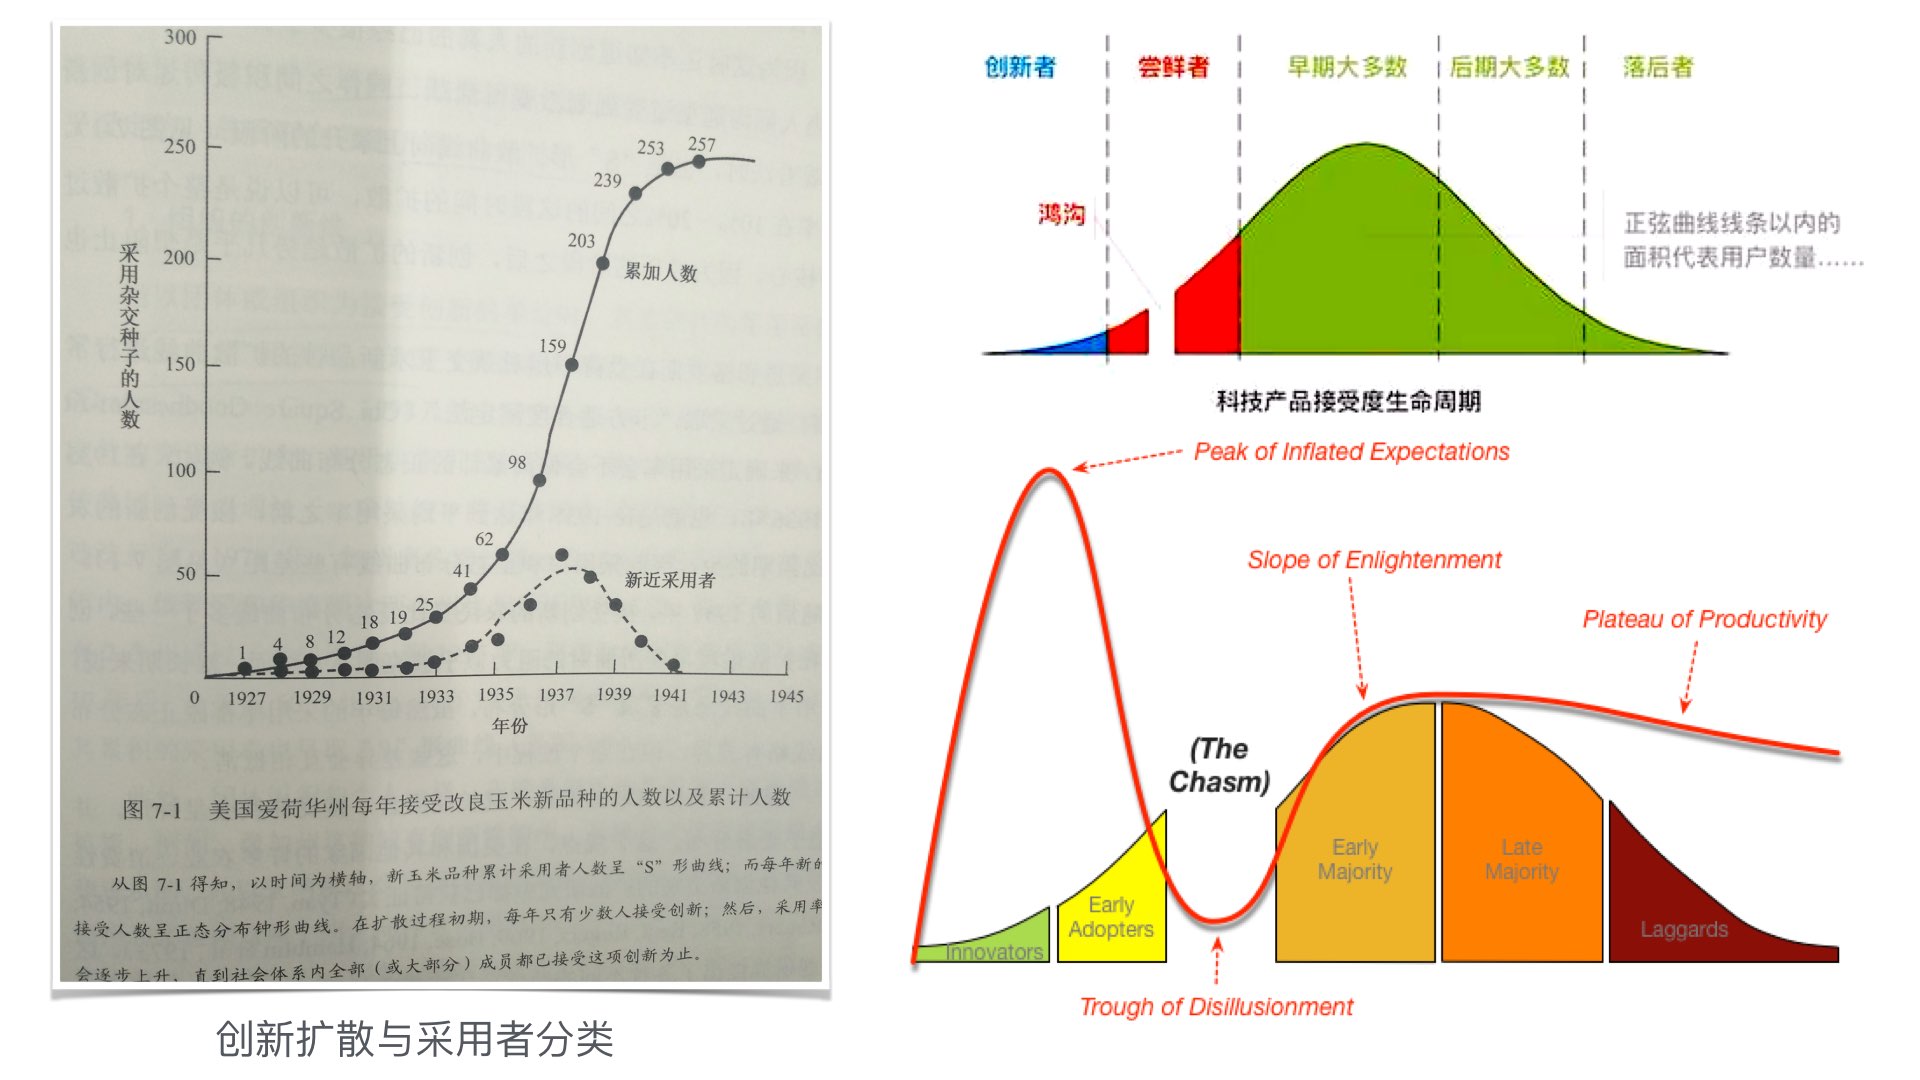 300
250
200
150
100
50
0
采用杂交种子的人数
1
4
8
12
18
19
25
41
62
98
159
203
239
253
257
累加人数
新近采用者
1927
1929
1931
1933
1935
1937
1939
1941
1943
1945
年份
图 7-1 美国爱荷华州每年接受改良玉米新品种的人数以及累计人数
从图 7-1 得知，以时间为横轴，新玉米品种累计采用者人数呈“S”形曲线；而每年新的
接受人数呈正态分布钟形曲线。在扩散过程初期，每年只有少数人接受创新；然后，采用率
会逐步上升，直到社会体系内全部（或大部分）成员都已接受这项创新为止。
创新扩散与采用者分类
创新者
尝鲜者
早期大多数
后期大多数
落后者
鸿沟
正弦曲线线条以内的
面积代表用户数量……
科技产品接受度生命周期
Peak of Inflated Expectations
Slope of Enlightenment
Plateau of Productivity
(The
Chasm)
Innovators
Early
Adopters
Early
Majority
Late
Majority
Laggards
Trough of Disillusionment